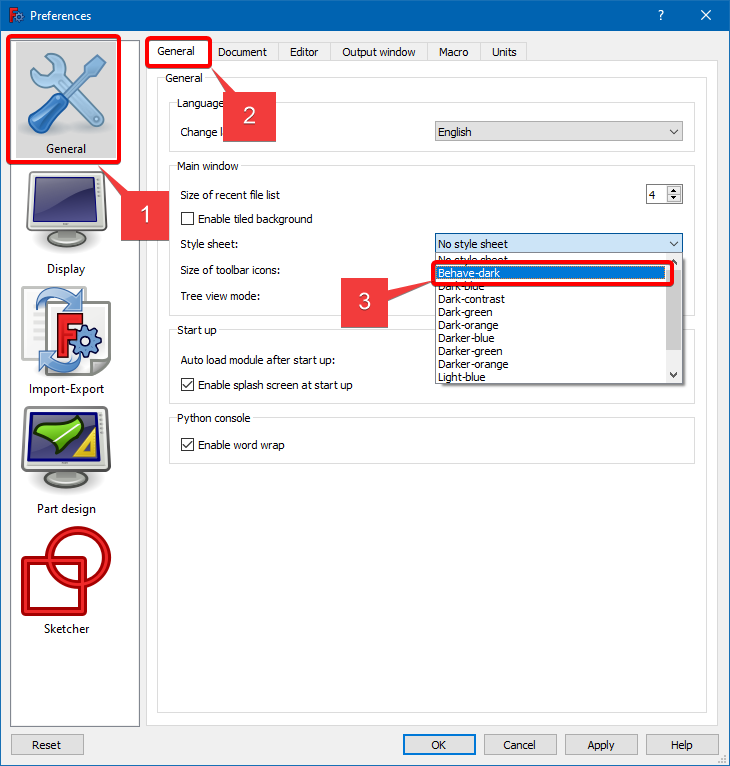 Preferences
?
General
Display
Import-Export
Part design
Sketcher
1
General Document Editor Output window Macro Units
2
General
Language
English
Main window
Size of recent file list 4
Enable tiled background
Style sheet: No style sheet
No style sheet
Behave-dark
Dark-blue
Dark-contrast
Dark-green
Dark-orange
Darker-blue
Darker-green
Darker-orange
Light-blue
Size of toolbar icons:
3
Tree view mode:
Start up
Auto load module after start up:
Enable splash screen at start up
Python console
Enable word wrap
Reset OK Cancel Apply Help